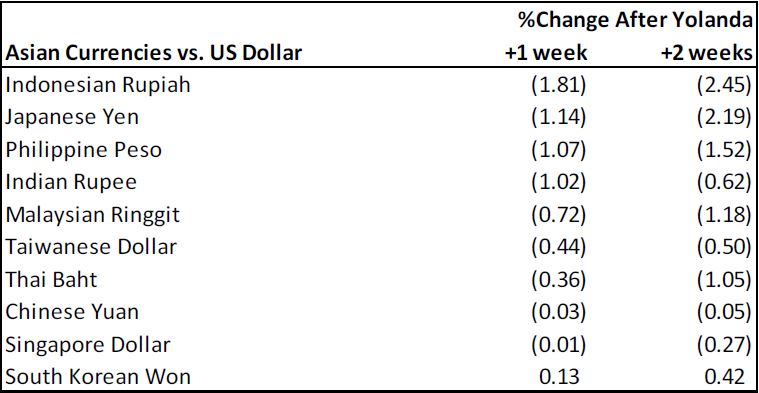 %Change After Yolanda
Asian Currencies vs. US Dollar +1 week +2 weeks
Indonesian Rupiah (1.81) (2.45)
Japanese Yen (1.14) (2.19)
Philippine Peso (1.07) (1.52)
Indian Rupee (1.02) (0.62)
Malaysian Ringgit (0.72) (1.18)
Taiwanese Dollar (0.44) (0.50)
Thai Baht (0.36) (1.05)
Chinese Yuan (0.03) (0.05)
Singapore Dollar (0.01) (0.27)
South Korean Won 0.13 0.42